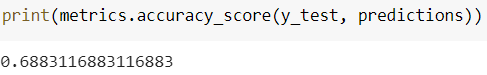 print(metrics.accuracy_score(y_test, predictions))
0.6883116883116883